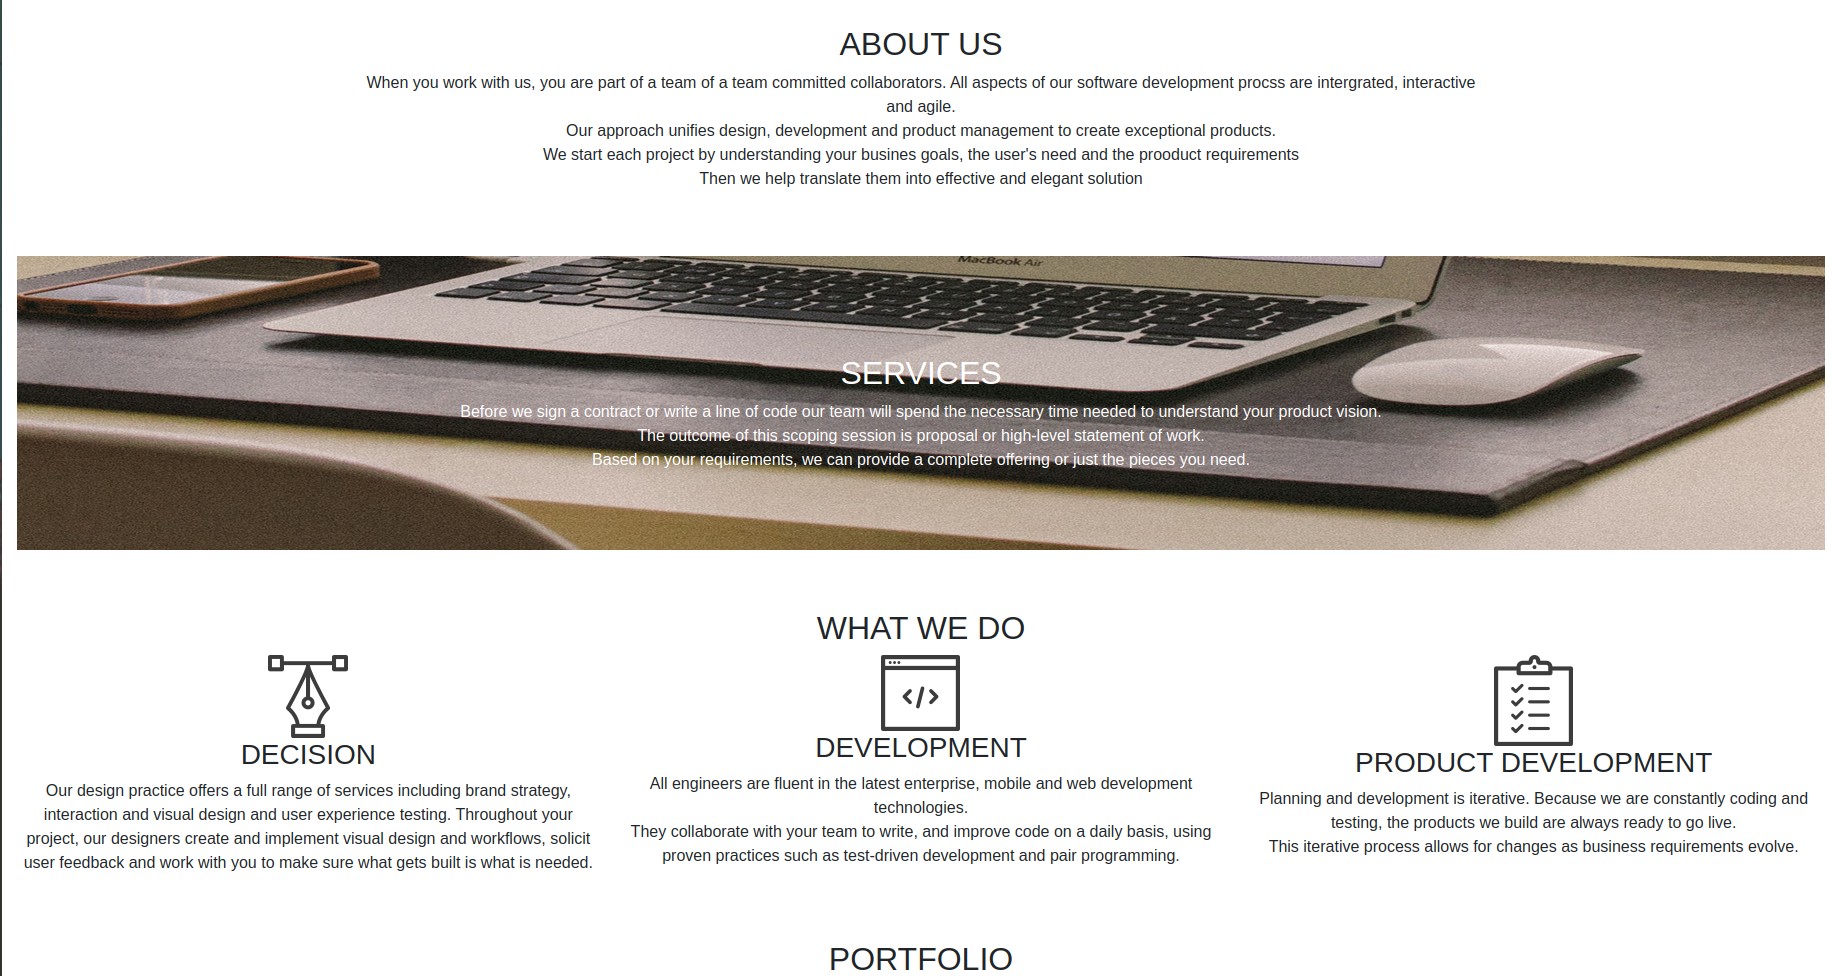 ABOUT US
When you work with us, you are part of a team of a team committed collaborators. All aspects of our software development procss are intergrated, interactive
and agile.
Our approach unifies design, development and product management to create exceptional products.
We start each project by understanding your busines goals, the user's need and the prooduct requirements
Then we help translate them into effective and elegant solution
MacBook Air
SERVICES
Before we sign a contract or write a line of code our team will spend the necessary time needed to understand your product vision.
The outcome of this scoping session is proposal or high-level statement of work.
Based on your requirements, we can provide a complete offering or just the pieces you need.
WHAT WE DO
</>
DECISION
Our design practice offers a full range of services including brand strategy,
interaction and visual design and user experience testing. Throughout your
project, our designers create and implement visual design and workflows, solicit
user feedback and work with you to make sure what gets built is what is needed.
DEVELOPMENT
All engineers are fluent in the latest enterprise, mobile and web development
technologies.
They collaborate with your team to write, and improve code on a daily basis, using
proven practices such as test-driven development and pair programming.
PRODUCT DEVELOPMENT
Planning and development is iterative. Because we are constantly coding and
testing, the products we build are always ready to go live.
This iterative process allows for changes as business requirements evolve.
PORTFOLIO